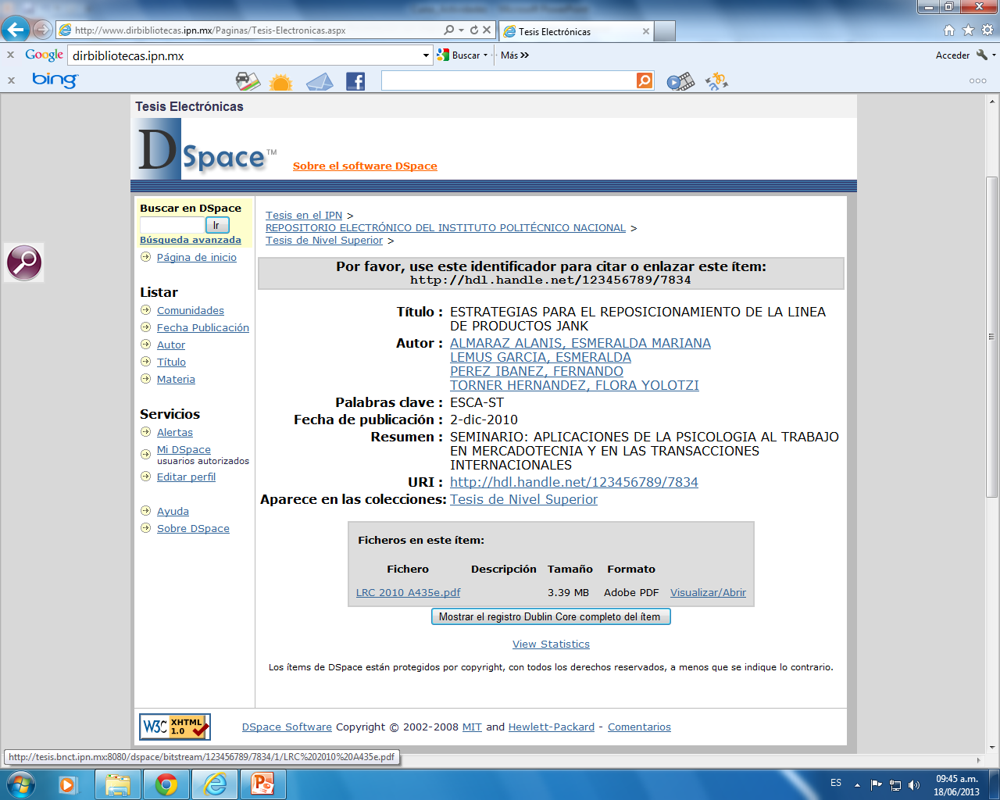 http://www.dirbibliotecas.ipn.mx/Paginas/Tesis-Electronicas.aspx
Tesis Electrónicas
x Google dirbibliotecas.ipn.mx Buscar Más Acceder
x bing
Tesis Electrónicas
DSpace™ Sobre el software DSpace
Buscar en DSpace
Ir
Búsqueda avanzada
Página de inicio
Listar
Comunidades
Fecha Publicación
Autor
Título
Materia
Servicios
Alertas
Mi DSpace
usuarios autorizados
Editar perfil
Ayuda
Sobre DSpace
Tesis en el IPN >
REPOSITORIO ELECTRÓNICO DEL INSTITUTO POLITÉCNICO NACIONAL >
Tesis de Nivel Superior >
Por favor, use este identificador para citar o enlazar este ítem:
http://hdl.handle.net/123456789/7834
Título : ESTRATEGIAS PARA EL REPOSICIONAMIENTO DE LA LINEA
DE PRODUCTOS JANK
Autor : ALMARAZ ALANIS, ESMERALDA MARIANA
LEMUS GARCIA, ESMERALDA
PEREZ IBANEZ, FERNANDO
TORNER HERNANDEZ, FLORA YOLOTZI
Palabras clave : ESCA-ST
Fecha de publicación : 2-dic-2010
Resumen : SEMINARIO: APLICACIONES DE LA PSICOLOGIA AL TRABAJO
EN MERCADOTECNIA Y EN LAS TRANSACCIONES
INTERNACIONALES
URI : http://hdl.handle.net/123456789/7834
Aparece en las colecciones: Tesis de Nivel Superior
Ficheros en este ítem:
Fichero Descripción Tamaño Formato
LRC 2010 A435e.pdf 3.39 MB Adobe PDF Visualizar/Abrir
Mostrar el registro Dublin Core completo del ítem
View Statistics
Los ítems de DSpace están protegidos por copyright, con todos los derechos reservados, a menos que se indique lo contrario.
W3C XHTML 1.0
DSpace Software Copyright © 2002-2008 MIT and Hewlett-Packard - Comentarios
http://tesis.bnct.ipn.mx:8080/dspace/bitstream/123456789/7834/1/LRC%202010%20A435e.pdf
ES 09:45 a.m.
18/06/2013